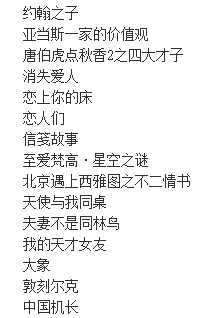 约翰之子
亚当斯一家的价值观
唐伯虎点秋香2之四大才子
消失爱人
恋上你的床
恋人们
信笺故事
至爱梵高·星空之谜
北京遇上西雅图之不二情书
天使与我同桌
夫妻不是同林鸟
我的天才女友
大象
敦刻尔克
中国机长